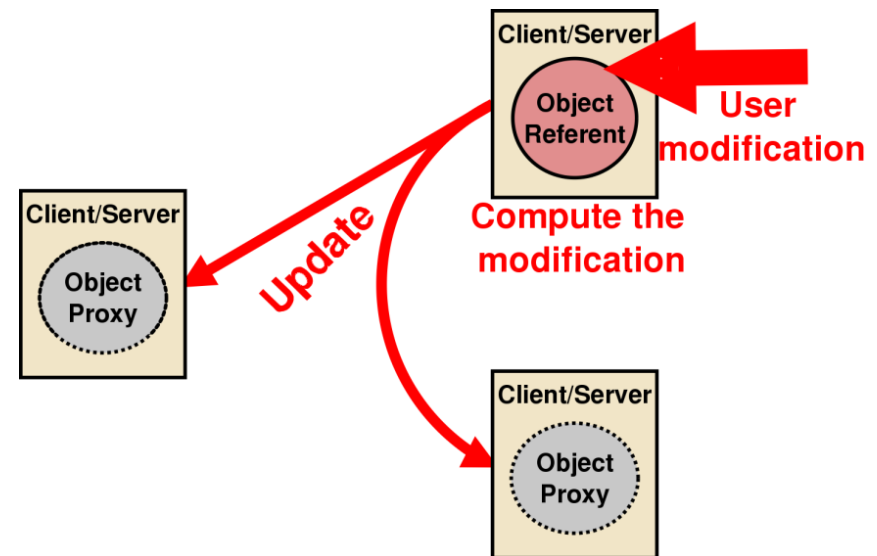 Client/Server
Object
Referent
User
modification
Compute the
modification
Update
Client/Server
Object
Proxy
Client/Server
Object
Proxy